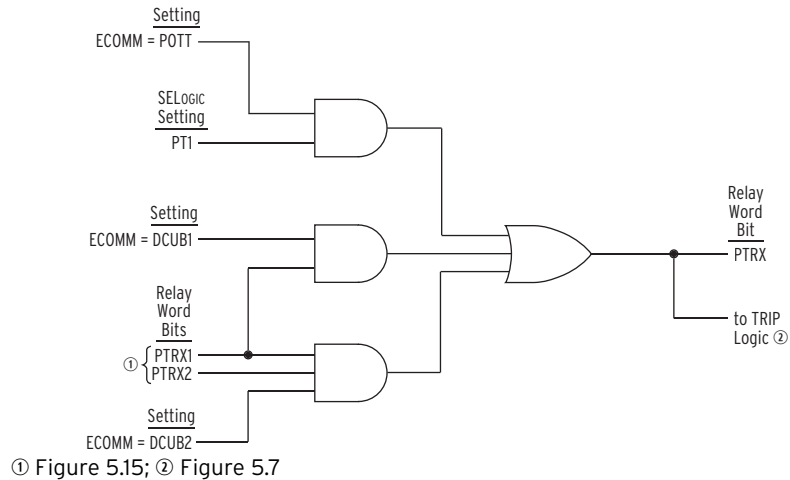 Setting
ECOMM = POTT
SELOGIC
Setting
PT1
Setting
ECOMM = DCUB1
Relay
Word
Bits
① PTRX1
PTRX2
Setting
ECOMM = DCUB2
Relay
Word
Bit
PTRX
to TRIP
Logic ②
① Figure 5.15; ② Figure 5.7